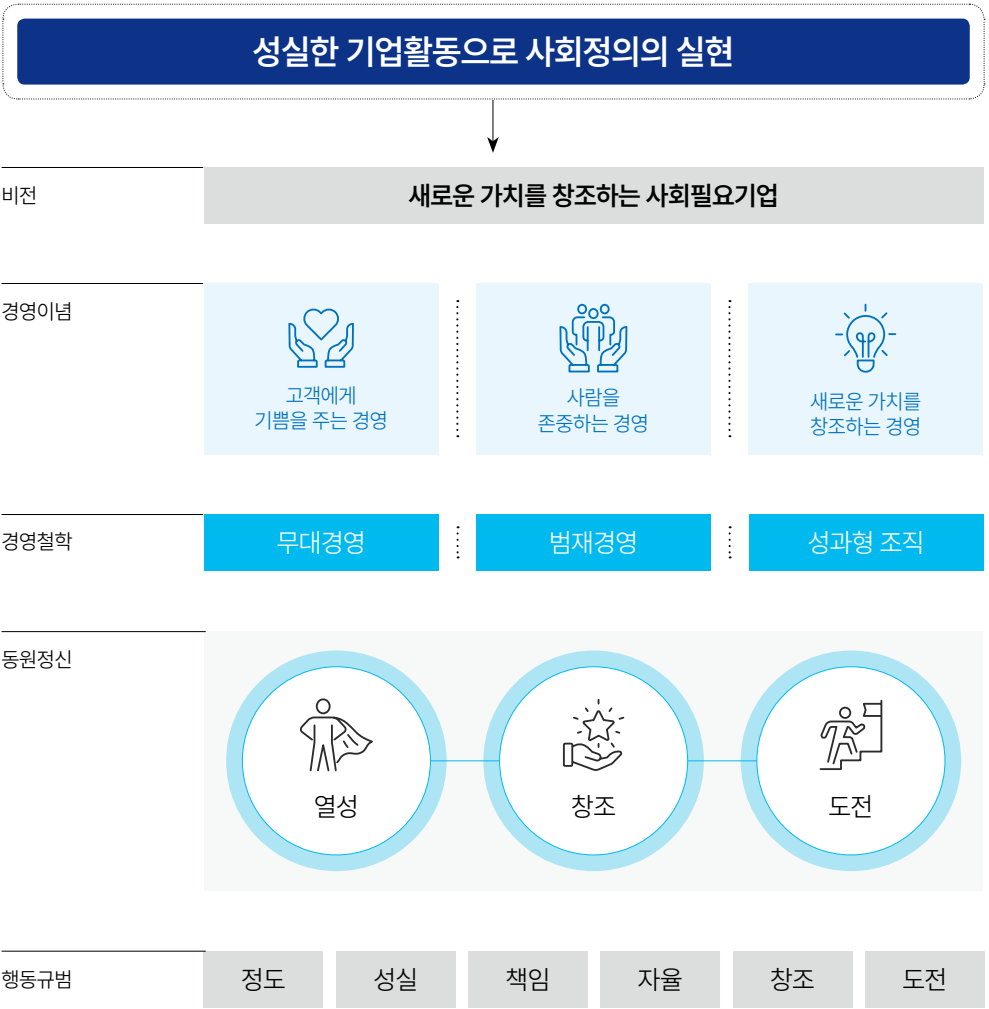 성실한 기업활동으로 사회정의의 실현
비전
새로운 가치를 창조하는 사회필요기업
경영이념
고객에게
기쁨을 주는 경영
사람을
존중하는 경영
새로운 가치를
창조하는 경영
경영철학
무대경영
범재경영
성과형 조직
동원정신
열성
창조
도전
행동규범
정도
성실
책임
자율
창조
도전